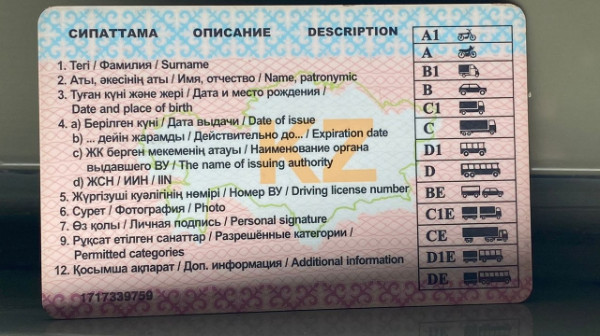 СИПАТТАМА ОПИСАНИЕ DESCRIPTION
1. Тегі / Фамилия / Surname
2. Аты, әкесінің аты / Имя, отчество / Name, patronymic
3. Туған күні және жері / Дата и место рождения /
Date and place of birth
4. a) Берілген күні / Дата выдачи / Date of issue
b) ... дейін жарамды / Действительно до... / Expiration date
c) ЖК берген мекеменің атауы / Наименование органа
выдавшего ВУ / The name of issuing authority
d) ЖСН / ИИН / IIN
5. Жүргізуші куәлігінің нөмірі / Номер ВУ / Driving license number
6. Сурет / Фотография / Photo
7. Өз қолы / Личная подпись / Personal signature
9. Рұқсат етілген санаттар / Разрешённые категории /
Permitted categories
12. Қосымша ақпарат / Доп. информация / Additional information
1717339759
KZ
A1
A
B1
B
C1
C
D1
D
BE
C1E
CE
D1E
DE